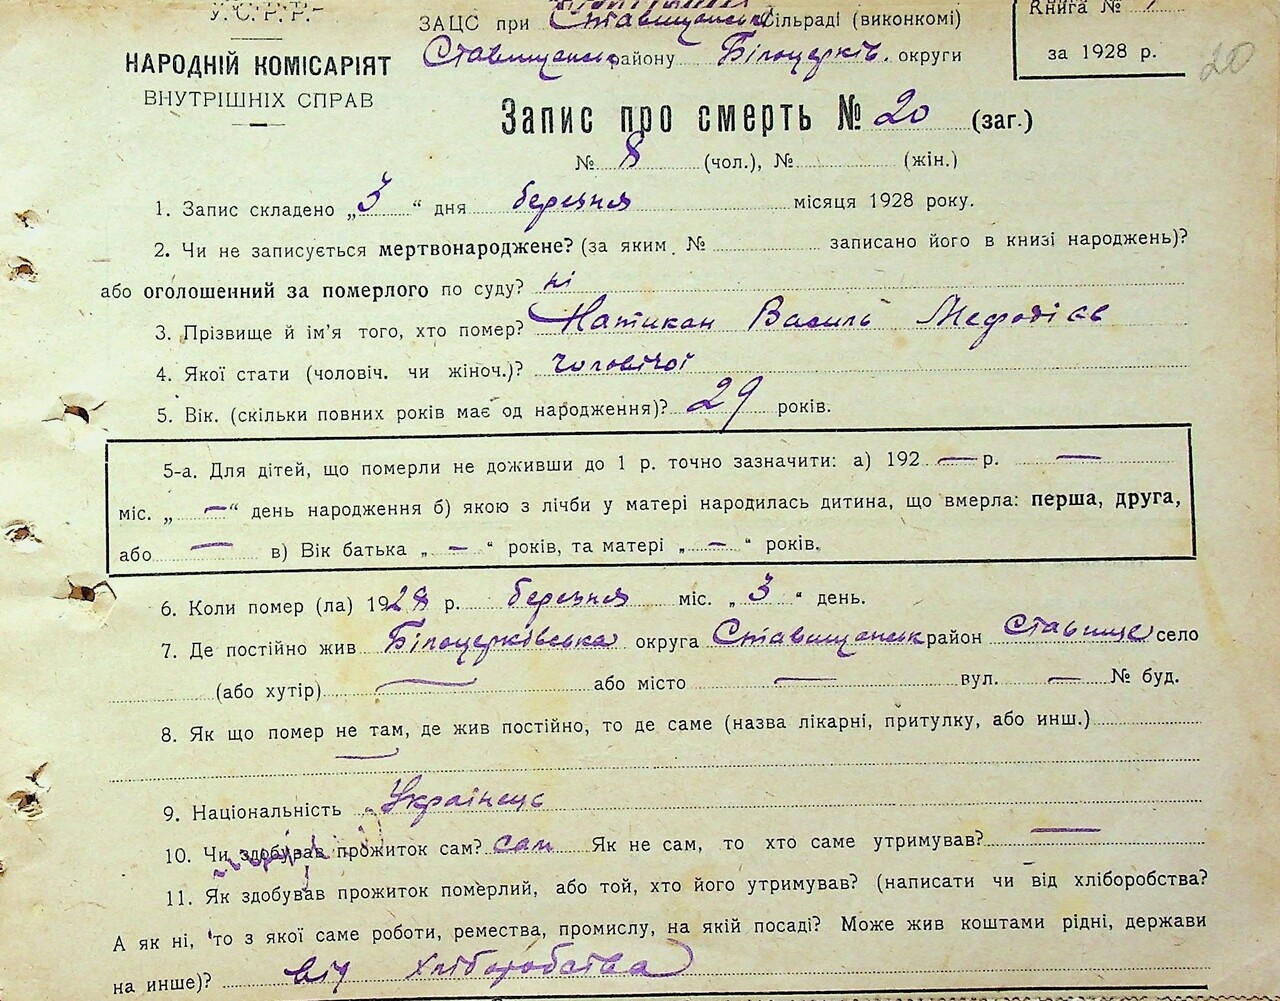 У.С.Р.Р.
НАРОДНІЙ КОМІСАРІЯТ
ВНУТРІШНІХ СПРАВ
ЗАЦС при Ставищанськ Сільраді (виконкомі)
Ставищанськ району Білоцерків. округи
Книга №
за 1928 р.
20
Запис про смерть № 20 (заг.)
№ 8 (чол.), № (жін.)
1. Запис складено „3“ дня березня місяця 1928 року.
2. Чи не записується мертвонароджене? (за яким № записано його в книзі народжень)?
або оголошенний за померлого по суду? ні
3. Прізвище й ім'я того, хто помер? Натикан Василь Мефодієв
4. Якої стати (чоловіч. чи жіноч.)? чоловічої
5. Вік. (скільки повних років має од народження)? 29 років.
5-а. Для дітей, що померли не доживши до 1 р. точно зазначити: а) 192 — р. —
міс. „ — “ день народження б) якою з лічби у матері народилась дитина, що вмерла: перша, друга,
або — в) Вік батька „ — “ років, та матері „ — “ років.
6. Коли помер (ла) 1928 р. березня міс. „3“ день.
7. Де постійно жив Білоцерківська округа Ставищанськ район Ставище село
(або хутір) — або місто — вул. — № буд.
8. Як що помер не там, де жив постійно, то де саме (назва лікарні, притулку, або инш.)
—
9. Національність Українець
10. Чи здобував прожиток сам? сам Як не сам, то хто саме утримував? —
11. Як здобував прожиток померлий, або той, хто його утримував? (написати чи від хліборобства?
А як ні, то з якої саме роботи, ремества, промислу, на якій посаді? Може жив коштами рідні, держави
на инше)? від хліборобства